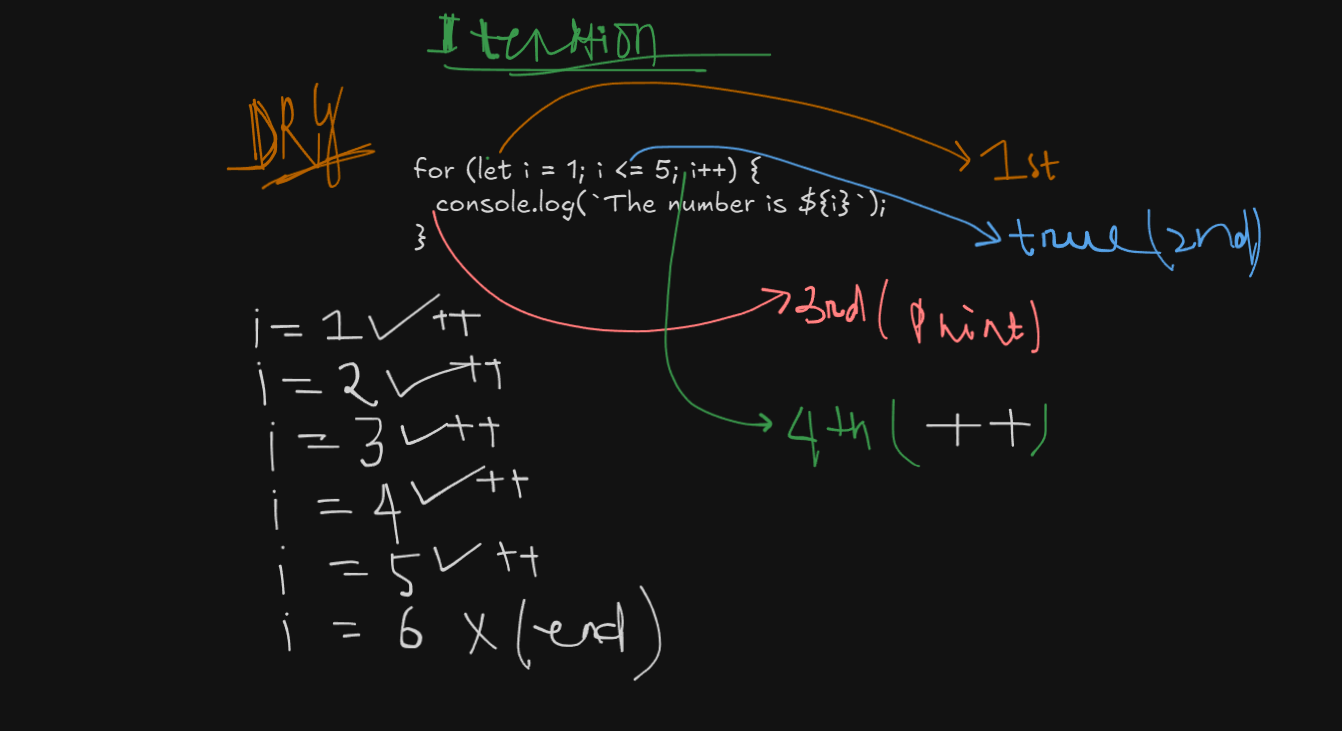 Iteration
DRY
for (let i = 1; i <= 5; i++) {
console.log(`The number is ${i}`);
}
1st
true (2nd)
3rd (Print)
4th ( ++ )
i = 1 ✓ ++
i = 2 ✓ ++
i = 3 ✓ ++
i = 4 ✓ ++
i = 5 ✓ ++
i = 6 X (end)